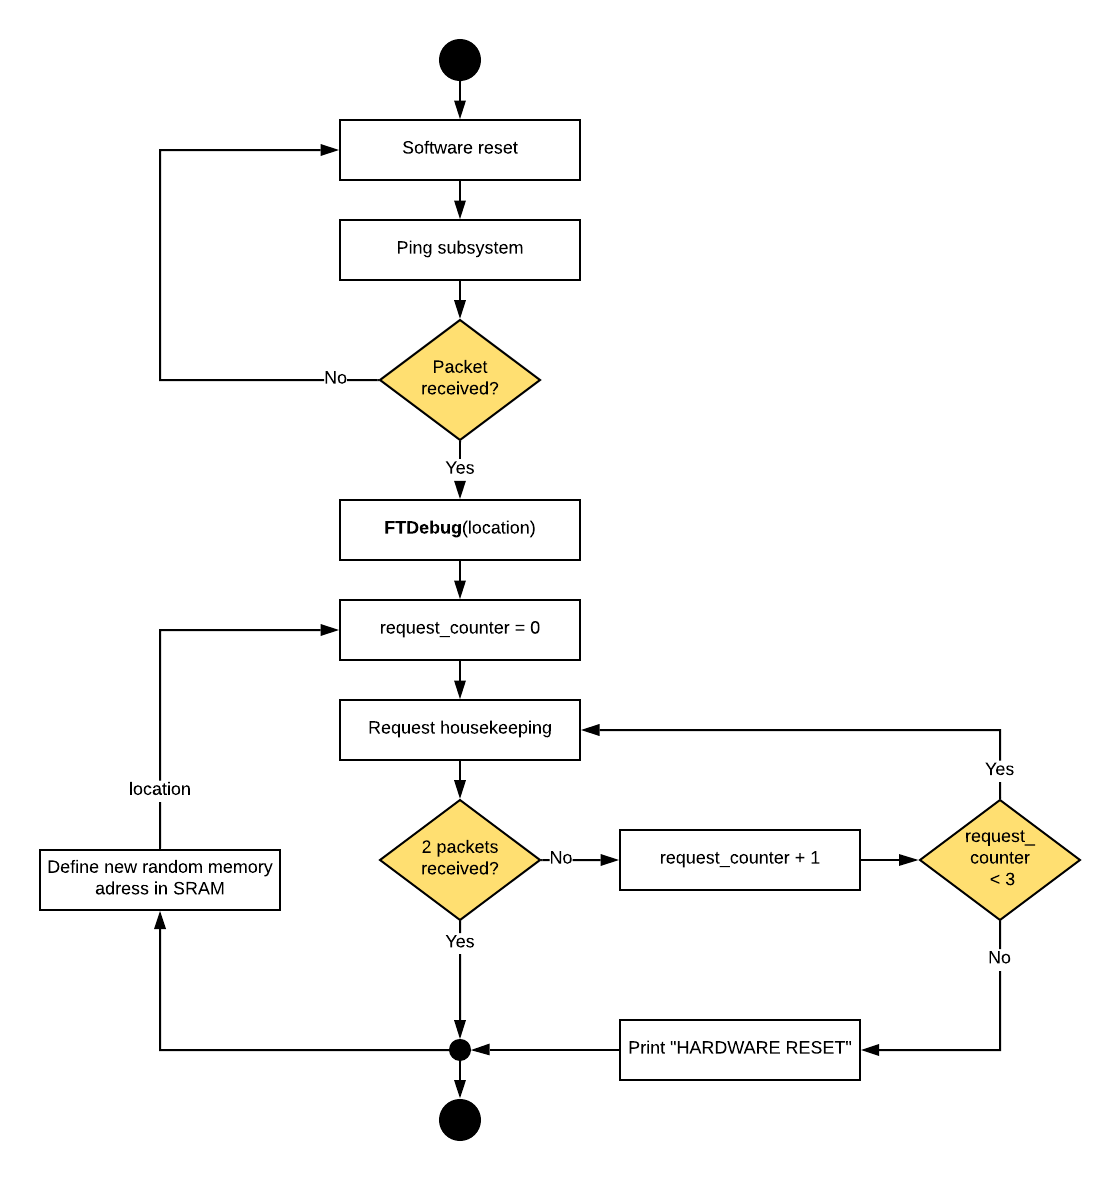 Software reset
Ping subsystem
Packet
received?
No
Yes
FTDebug(location)
request_counter = 0
Request housekeeping
Yes
location
2 packets
received?
No
request_counter + 1
request_
counter
< 3
Define new random memory
adress in SRAM
Yes
No
Print "HARDWARE RESET"